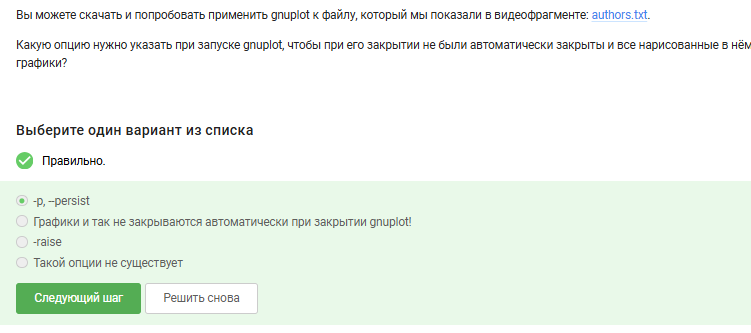 Вы можете скачать и попробовать применить gnuplot к файлу, который мы показали в видеофрагменте: authors.txt.
Какую опцию нужно указать при запуске gnuplot, чтобы при его закрытии не были автоматически закрыты и все нарисованные в нём
графики?
Выберите один вариант из списка
Правильно.
-p, --persist
Графики и так не закрываются автоматически при закрытии gnuplot!
-raise
Такой опции не существует
Следующий шаг
Решить снова